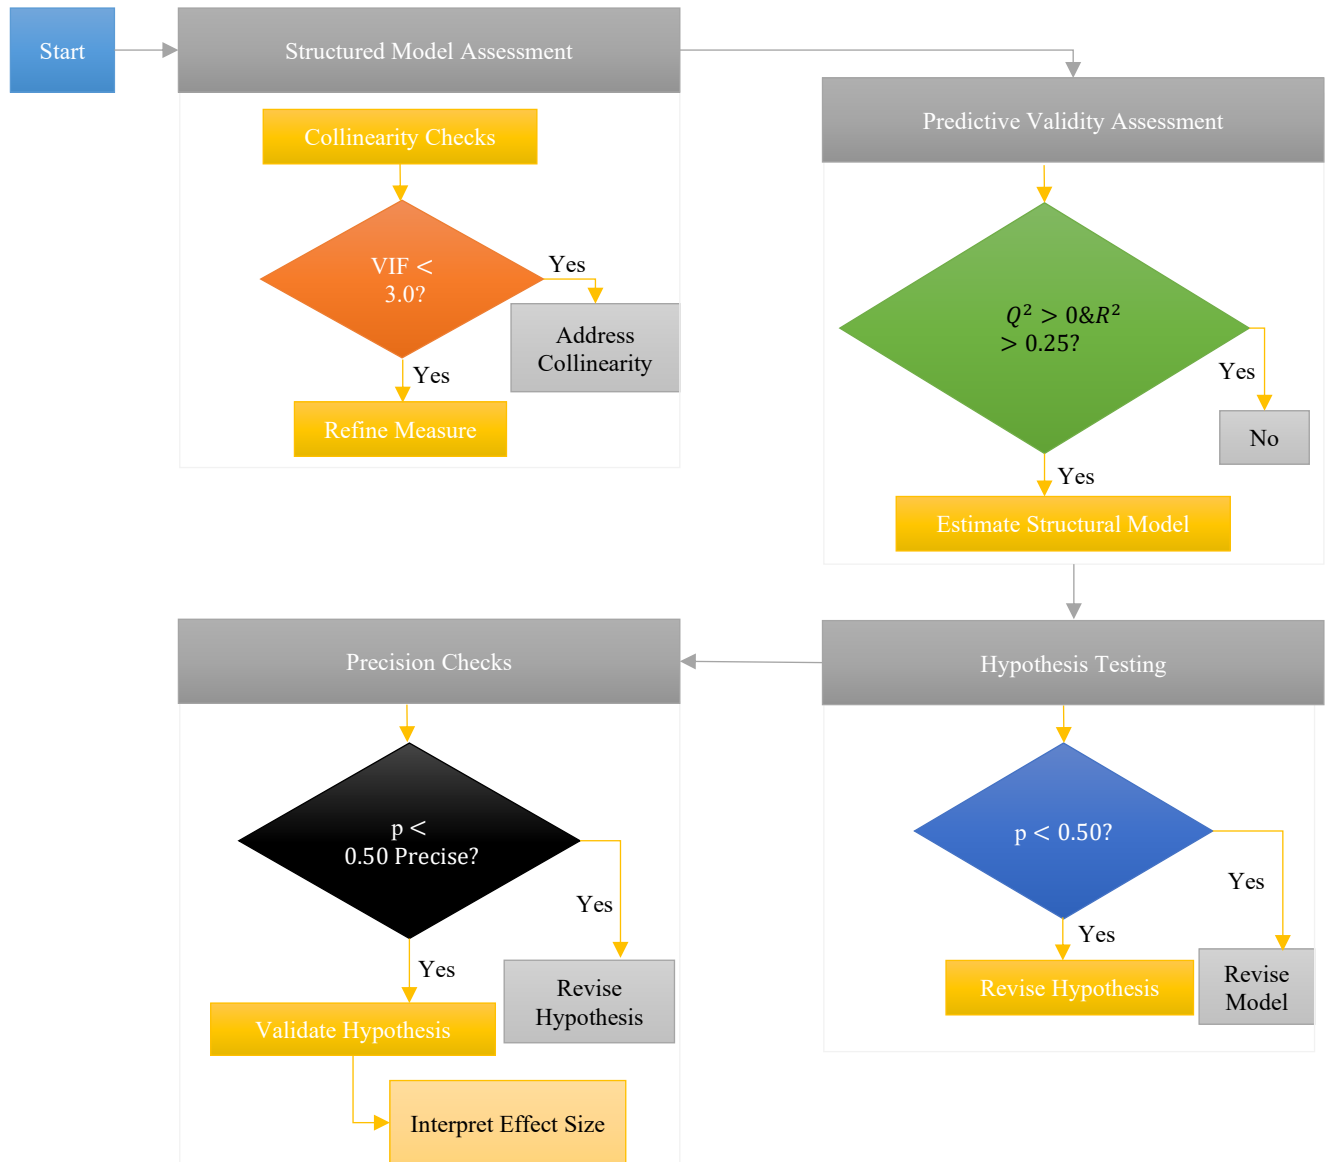 Start
Structured Model Assessment
Collinearity Checks
VIF <
3.0?
Yes
Address
Collinearity
Yes
Refine Measure
Predictive Validity Assessment
Q² > 0&R²
> 0.25?
Yes
No
Yes
Estimate Structural Model
Hypothesis Testing
p < 0.50?
Yes
Revise
Model
Yes
Revise Hypothesis
Precision Checks
p <
0.50 Precise?
Yes
Revise
Hypothesis
Yes
Validate Hypothesis
Interpret Effect Size